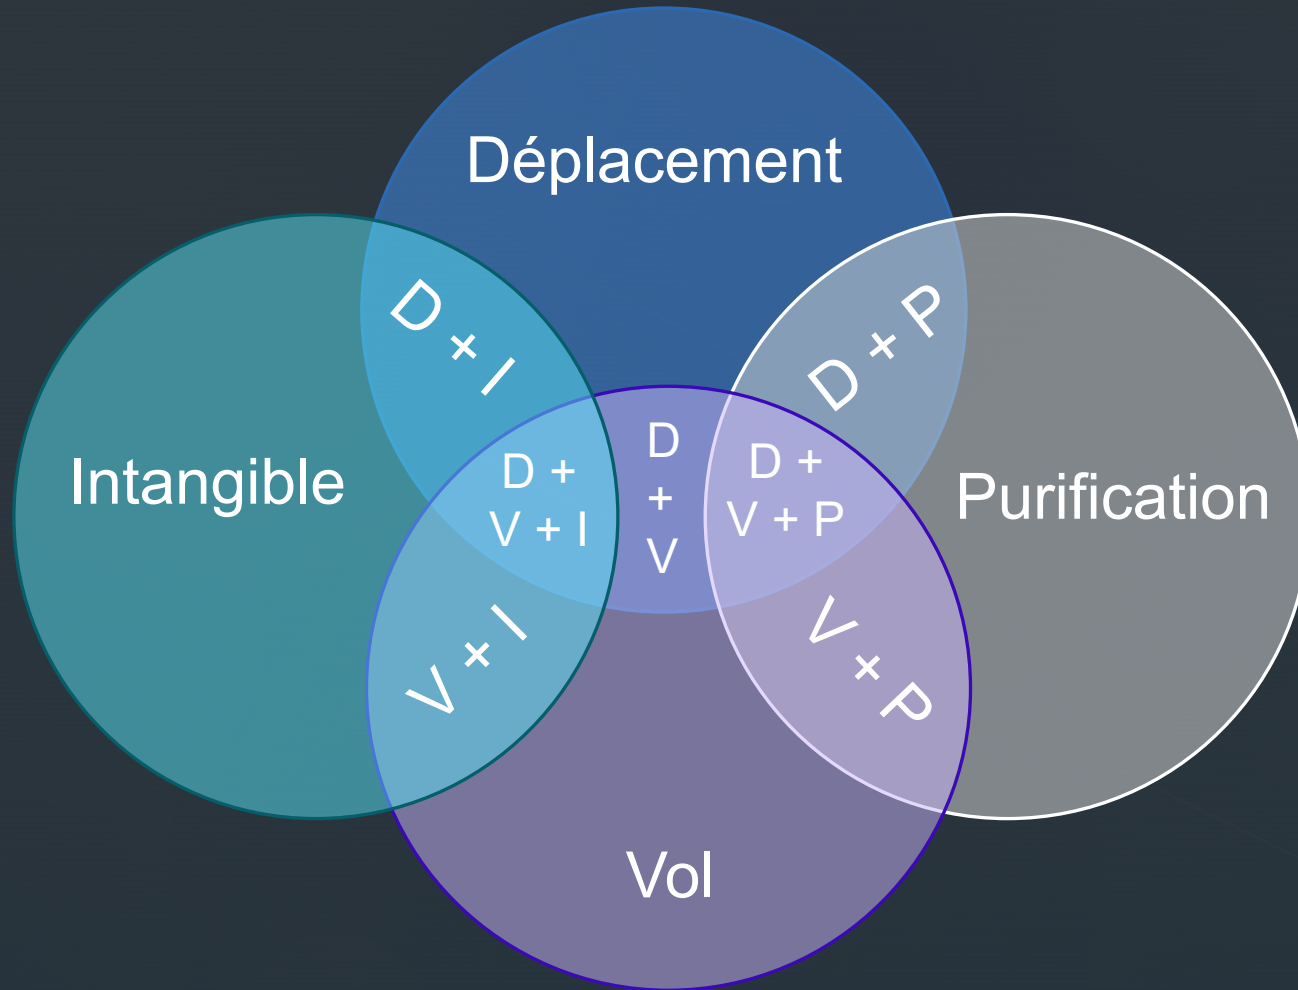 Déplacement
D + I
D + P
Intangible
D +
V + I
D
+
V
D +
V + P
Purification
V + I
V + P
Vol